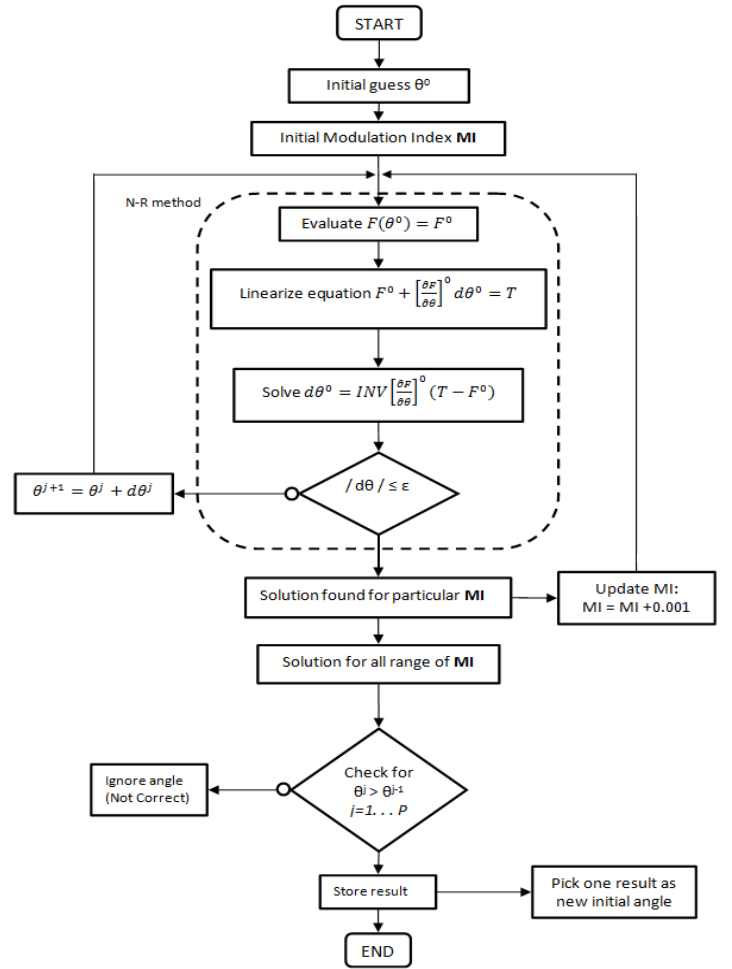 START
Initial guess θ⁰
Initial Modulation Index MI
N-R method
Evaluate F(θ⁰) = F⁰
Linearize equation F⁰ + [∂F/∂θ]⁰ dθ⁰ = T
Solve dθ⁰ = INV[∂F/∂θ]⁰ (T − F⁰)
/ dθ / ≤ ε
θʲ⁺¹ = θʲ + dθʲ
Solution found for particular MI
Update MI:
MI = MI +0.001
Solution for all range of MI
Check for
θʲ > θʲ⁻¹
j=1. . . P
Ignore angle
(Not Correct)
Store result
Pick one result as
new initial angle
END